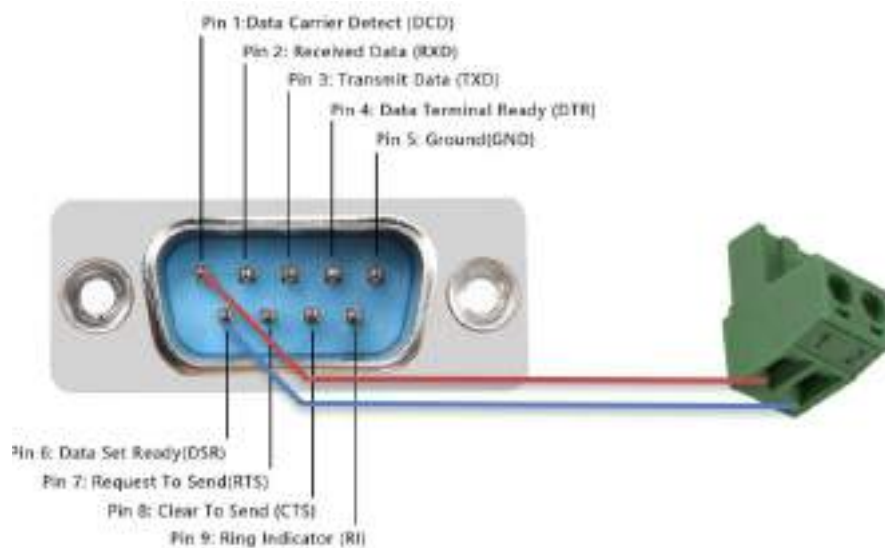 Pin 1:Data Carrier Detect (DCD)
Pin 2: Received Data (RXD)
Pin 3: Transmit Data (TXD)
Pin 4: Data Terminal Ready (DTR)
Pin 5: Ground(GND)
Pin 6: Data Set Ready(DSR)
Pin 7: Request To Send(RTS)
Pin 8: Clear To Send (CTS)
Pin 9: Ring Indicator (RI)